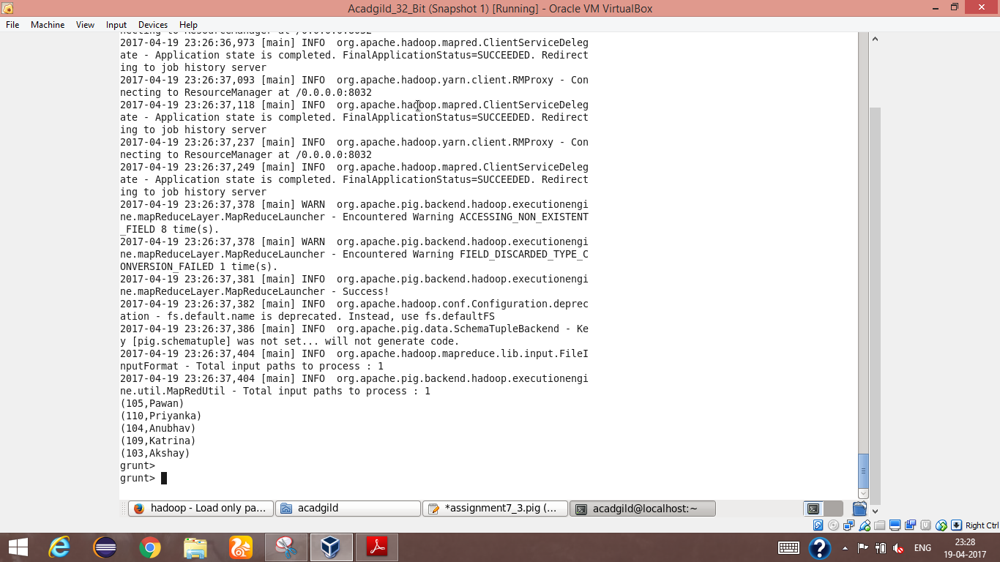 Acadgild_32_Bit (Snapshot 1) [Running] - Oracle VM VirtualBox
File Machine View Input Devices Help
necting to ResourceManager at /0.0.0.0:8032
2017-04-19 23:26:36,973 [main] INFO  org.apache.hadoop.mapred.ClientServiceDeleg
ate - Application state is completed. FinalApplicationStatus=SUCCEEDED. Redirect
ing to job history server
2017-04-19 23:26:37,093 [main] INFO  org.apache.hadoop.yarn.client.RMProxy - Con
necting to ResourceManager at /0.0.0.0:8032
2017-04-19 23:26:37,118 [main] INFO  org.apache.hadoop.mapred.ClientServiceDeleg
ate - Application state is completed. FinalApplicationStatus=SUCCEEDED. Redirect
ing to job history server
2017-04-19 23:26:37,237 [main] INFO  org.apache.hadoop.yarn.client.RMProxy - Con
necting to ResourceManager at /0.0.0.0:8032
2017-04-19 23:26:37,249 [main] INFO  org.apache.hadoop.mapred.ClientServiceDeleg
ate - Application state is completed. FinalApplicationStatus=SUCCEEDED. Redirect
ing to job history server
2017-04-19 23:26:37,378 [main] WARN  org.apache.pig.backend.hadoop.executionengi
ne.mapReduceLayer.MapReduceLauncher - Encountered Warning ACCESSING_NON_EXISTENT
_FIELD 8 time(s).
2017-04-19 23:26:37,378 [main] WARN  org.apache.pig.backend.hadoop.executionengi
ne.mapReduceLayer.MapReduceLauncher - Encountered Warning FIELD_DISCARDED_TYPE_C
ONVERSION_FAILED 1 time(s).
2017-04-19 23:26:37,381 [main] INFO  org.apache.pig.backend.hadoop.executionengi
ne.mapReduceLayer.MapReduceLauncher - Success!
2017-04-19 23:26:37,382 [main] INFO  org.apache.hadoop.conf.Configuration.deprec
ation - fs.default.name is deprecated. Instead, use fs.defaultFS
2017-04-19 23:26:37,386 [main] INFO  org.apache.pig.data.SchemaTupleBackend - Ke
y [pig.schematuple] was not set... will not generate code.
2017-04-19 23:26:37,404 [main] INFO  org.apache.hadoop.mapreduce.lib.input.FileI
nputFormat - Total input paths to process : 1
2017-04-19 23:26:37,404 [main] INFO  org.apache.pig.backend.hadoop.executionengi
ne.util.MapRedUtil - Total input paths to process : 1
(105,Pawan)
(110,Priyanka)
(104,Anubhav)
(109,Katrina)
(103,Akshay)
grunt>
grunt>
hadoop - Load only pa... acadgild *assignment7_3.pig (... acadgild@localhost:~
Right Ctrl
ENG 23:28
19-04-2017